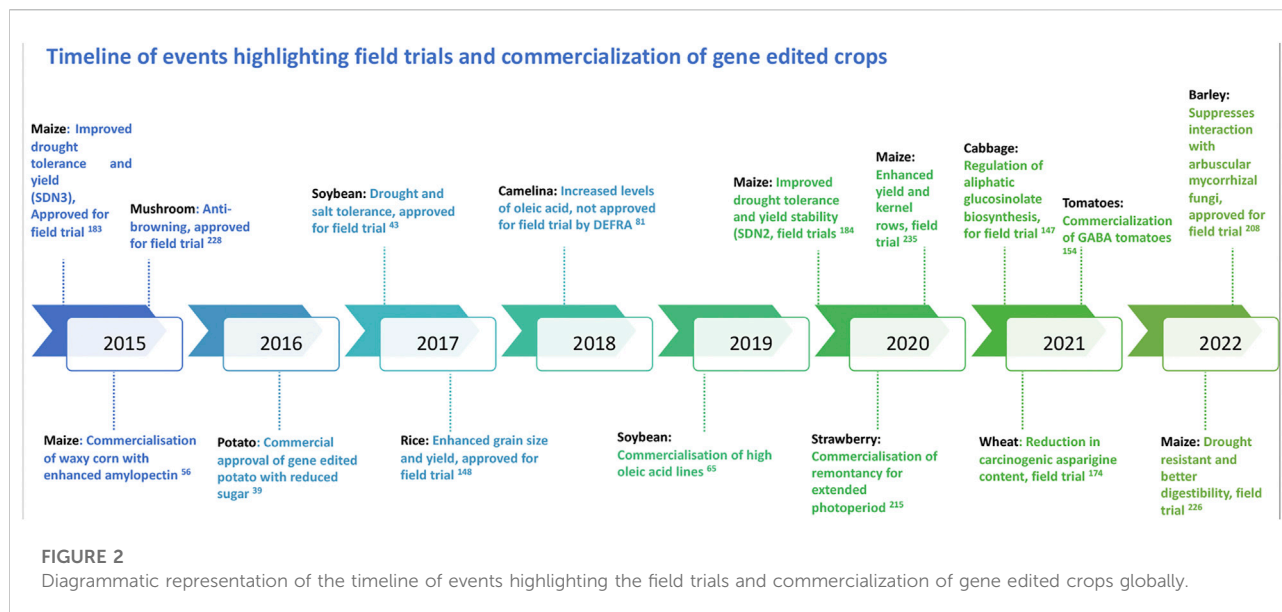 Timeline of events highlighting field trials and commercialization of gene edited crops
Maize: Improved
drought
tolerance and
yield
(SDN3),
Approved for
field trial 183
Mushroom: Anti-
browning, approved
for field trial 228
Soybean: Drought and
salt tolerance, approved
for field trial 43
Camelina: Increased levels
of oleic acid, not approved
for field trial by DEFRA 81
Maize: Improved
drought tolerance
and yield stability
(SDN2, field trials 184
Maize:
Enhanced
yield and
kernel
rows, field
trial 235
Cabbage:
Regulation of
aliphatic
glucosinolate
biosynthesis,
for field trial 147
Tomatoes:
Commercialization
of GABA tomatoes
154
Barley:
Suppresses
interaction
with
arbuscular
mycorrhizal
fungi,
approved for
field trial 208
2015
2016
2017
2018
2019
2020
2021
2022
Maize: Commercialisation
of waxy corn with
enhanced amylopectin 56
Potato: Commercial
approval of gene edited
potato with reduced
sugar 39
Rice: Enhanced grain size
and yield, approved for
field trial 148
Soybean:
Commercialisation of high
oleic acid lines 65
Strawberry:
Commercialisation of
remontancy for
extended
photoperiod 215
Wheat: Reduction in
carcinogenic asparigine
content, field trial 174
Maize: Drought
resistant and
better
digestibility, field
trial 226
FIGURE 2
Diagrammatic representation of the timeline of events highlighting the field trials and commercialization of gene edited crops globally.